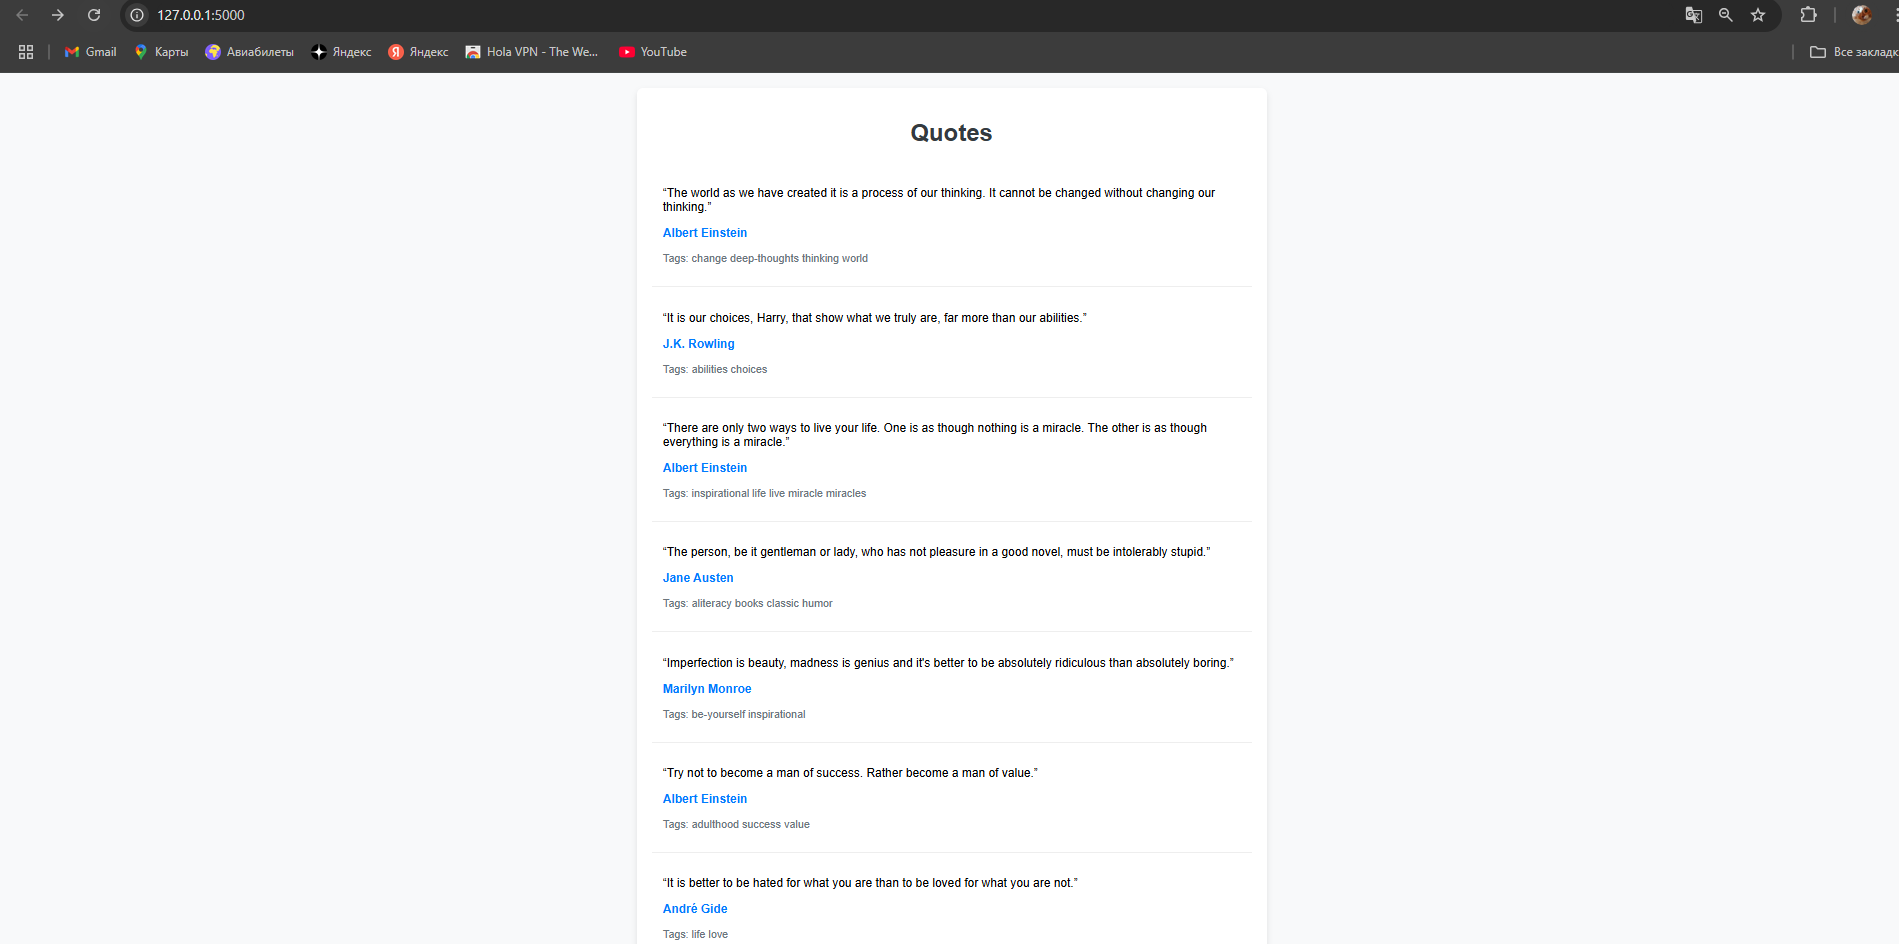 127.0.0.1:5000
Gmail Карты Авиабилеты Яндекс Яндекс Hola VPN - The We... YouTube Все закладк
Quotes
“The world as we have created it is a process of our thinking. It cannot be changed without changing our
thinking.”
Albert Einstein
Tags: change deep-thoughts thinking world
“It is our choices, Harry, that show what we truly are, far more than our abilities.”
J.K. Rowling
Tags: abilities choices
“There are only two ways to live your life. One is as though nothing is a miracle. The other is as though
everything is a miracle.”
Albert Einstein
Tags: inspirational life live miracle miracles
“The person, be it gentleman or lady, who has not pleasure in a good novel, must be intolerably stupid.”
Jane Austen
Tags: aliteracy books classic humor
“Imperfection is beauty, madness is genius and it's better to be absolutely ridiculous than absolutely boring.”
Marilyn Monroe
Tags: be-yourself inspirational
“Try not to become a man of success. Rather become a man of value.”
Albert Einstein
Tags: adulthood success value
“It is better to be hated for what you are than to be loved for what you are not.”
André Gide
Tags: life love